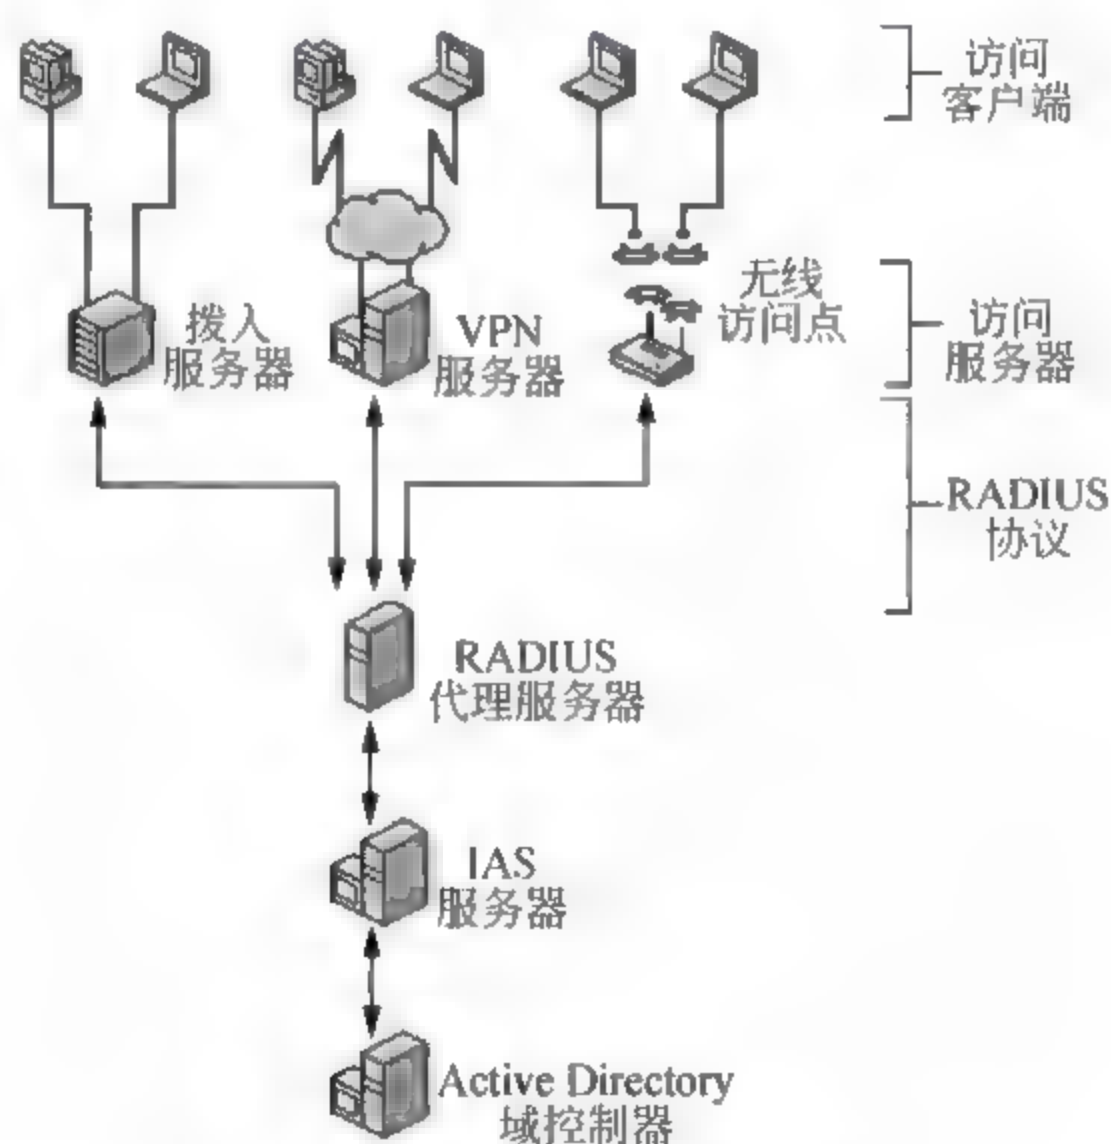 访问
客户端
拨入
服务器
VPN
服务器
无线
访问点
访问
服务器
RADIUS
协议
RADIUS
代理服务器
IAS
服务器
Active Directory
域控制器